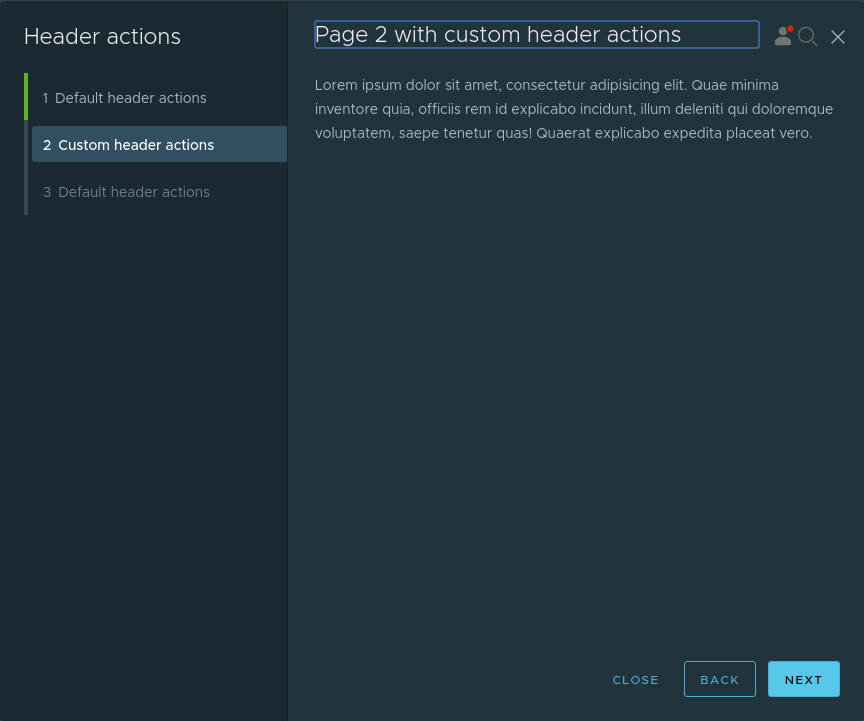 Header actions
1 Default header actions
2 Custom header actions
3 Default header actions
Page 2 with custom header actions
Lorem ipsum dolor sit amet, consectetur adipisicing elit. Quae minima
inventore quia, officiis rem id explicabo incidunt, illum deleniti qui doloremque
voluptatem, saepe tenetur quas! Quaerat explicabo expedita placeat vero.
CLOSE
BACK
NEXT